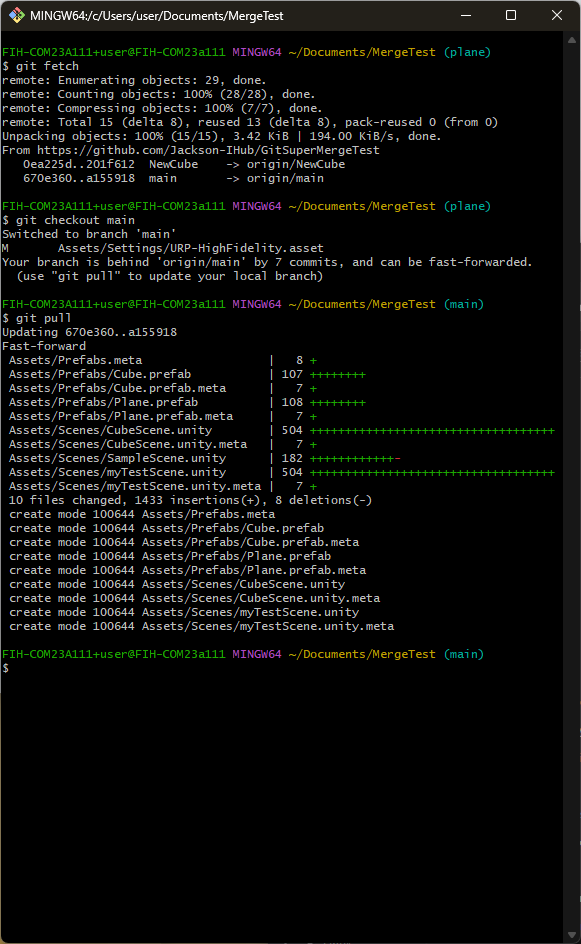 MINGW64:/c/Users/user/Documents/MergeTest
FIH-COM23A111+user@FIH-COM23a111 MINGW64 ~/Documents/MergeTest (plane)
$ git fetch
remote: Enumerating objects: 29, done.
remote: Counting objects: 100% (28/28), done.
remote: Compressing objects: 100% (7/7), done.
remote: Total 15 (delta 8), reused 13 (delta 8), pack-reused 0 (from 0)
Unpacking objects: 100% (15/15), 3.42 KiB | 194.00 KiB/s, done.
From https://github.com/Jackson-IHub/GitSuperMergeTest
   0ea225d..201f612  NewCube    -> origin/NewCube
   670e360..a155918  main       -> origin/main
FIH-COM23A111+user@FIH-COM23a111 MINGW64 ~/Documents/MergeTest (plane)
$ git checkout main
Switched to branch 'main'
M       Assets/Settings/URP-HighFidelity.asset
Your branch is behind 'origin/main' by 7 commits, and can be fast-forwarded.
  (use "git pull" to update your local branch)
FIH-COM23A111+user@FIH-COM23a111 MINGW64 ~/Documents/MergeTest (main)
$ git pull
Updating 670e360..a155918
Fast-forward
 Assets/Prefabs.meta                  |   8 +
 Assets/Prefabs/Cube.prefab           | 107 ++++++++
 Assets/Prefabs/Cube.prefab.meta      |   7 +
 Assets/Prefabs/Plane.prefab          | 108 ++++++++
 Assets/Prefabs/Plane.prefab.meta     |   7 +
 Assets/Scenes/CubeScene.unity        | 504 +++++++++++++++++++++++++++++++++++
 Assets/Scenes/CubeScene.unity.meta   |   7 +
 Assets/Scenes/SampleScene.unity      | 182 ++++++++++++-
 Assets/Scenes/myTestScene.unity      | 504 +++++++++++++++++++++++++++++++++++
 Assets/Scenes/myTestScene.unity.meta |   7 +
 10 files changed, 1433 insertions(+), 8 deletions(-)
 create mode 100644 Assets/Prefabs.meta
 create mode 100644 Assets/Prefabs/Cube.prefab
 create mode 100644 Assets/Prefabs/Cube.prefab.meta
 create mode 100644 Assets/Prefabs/Plane.prefab
 create mode 100644 Assets/Prefabs/Plane.prefab.meta
 create mode 100644 Assets/Scenes/CubeScene.unity
 create mode 100644 Assets/Scenes/CubeScene.unity.meta
 create mode 100644 Assets/Scenes/myTestScene.unity
 create mode 100644 Assets/Scenes/myTestScene.unity.meta
FIH-COM23A111+user@FIH-COM23a111 MINGW64 ~/Documents/MergeTest (main)
$